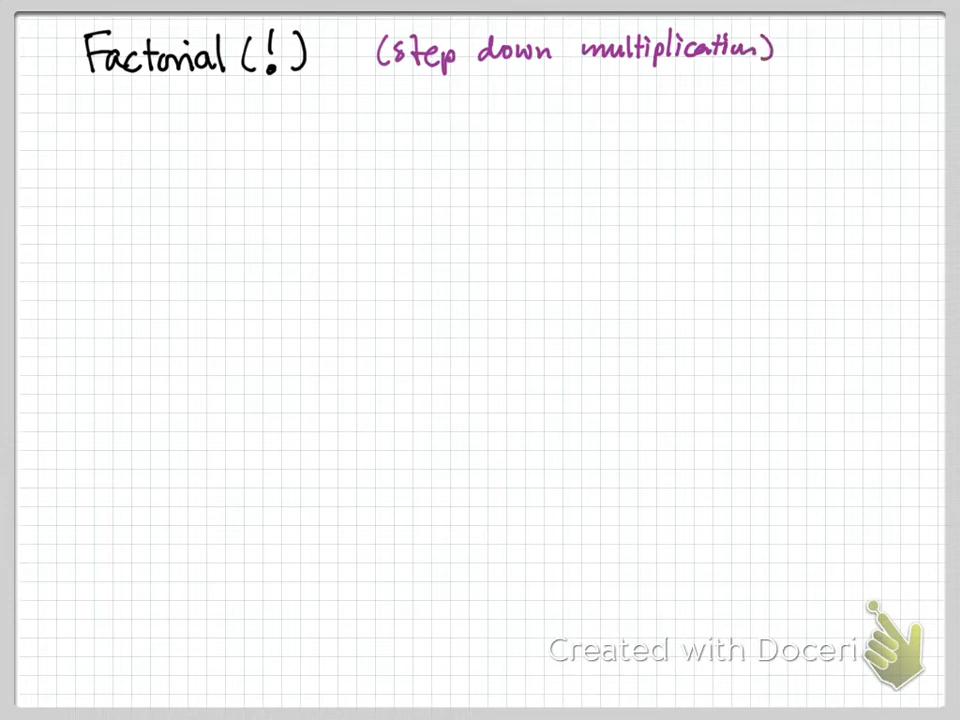 Factorial (!) (step down multiplication)
Created with Doceri